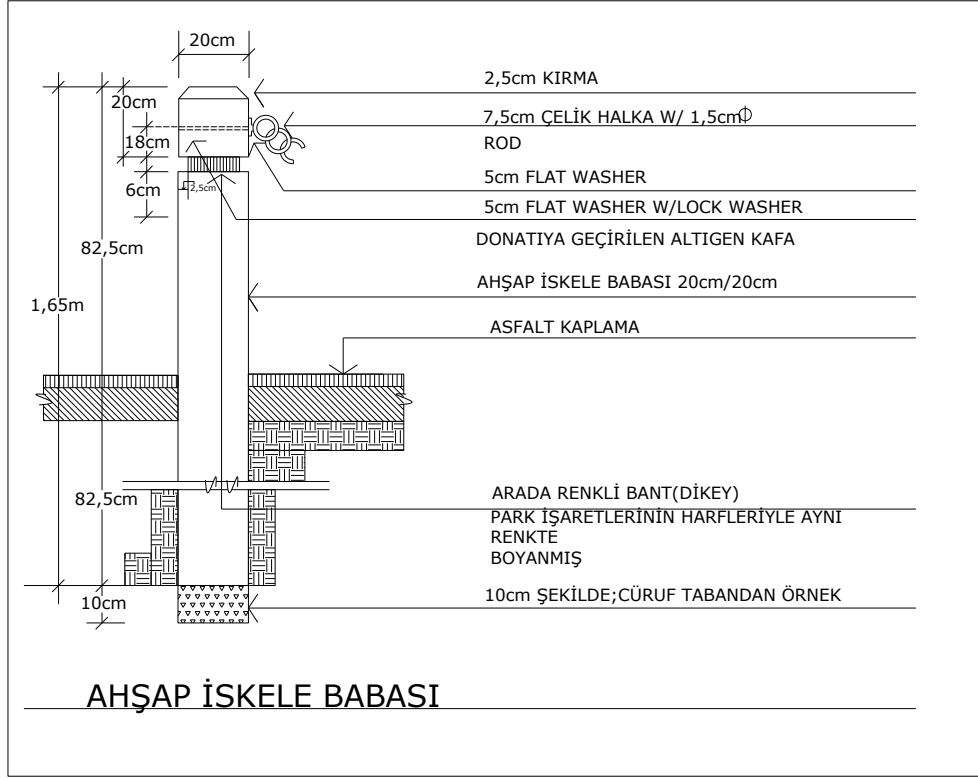 20cm
2,5cm KIRMA
20cm
7,5cm ÇELİK HALKA W/ 1,5cmФ
ROD
18cm
5cm FLAT WASHER
6cm
2,5cm
5cm FLAT WASHER W/LOCK WASHER
DONATIYA GEÇİRİLEN ALTIGEN KAFA
82,5cm
AHŞAP İSKELE BABASI 20cm/20cm
1,65m
ASFALT KAPLAMA
82,5cm
ARADA RENKLİ BANT(DİKEY)
PARK İŞARETLERİNİN HARFLERİYLE AYNI
RENKTE
BOYANMIŞ
10cm
10cm ŞEKİLDE;CÜRUF TABANDAN ÖRNEK
AHŞAP İSKELE BABASI